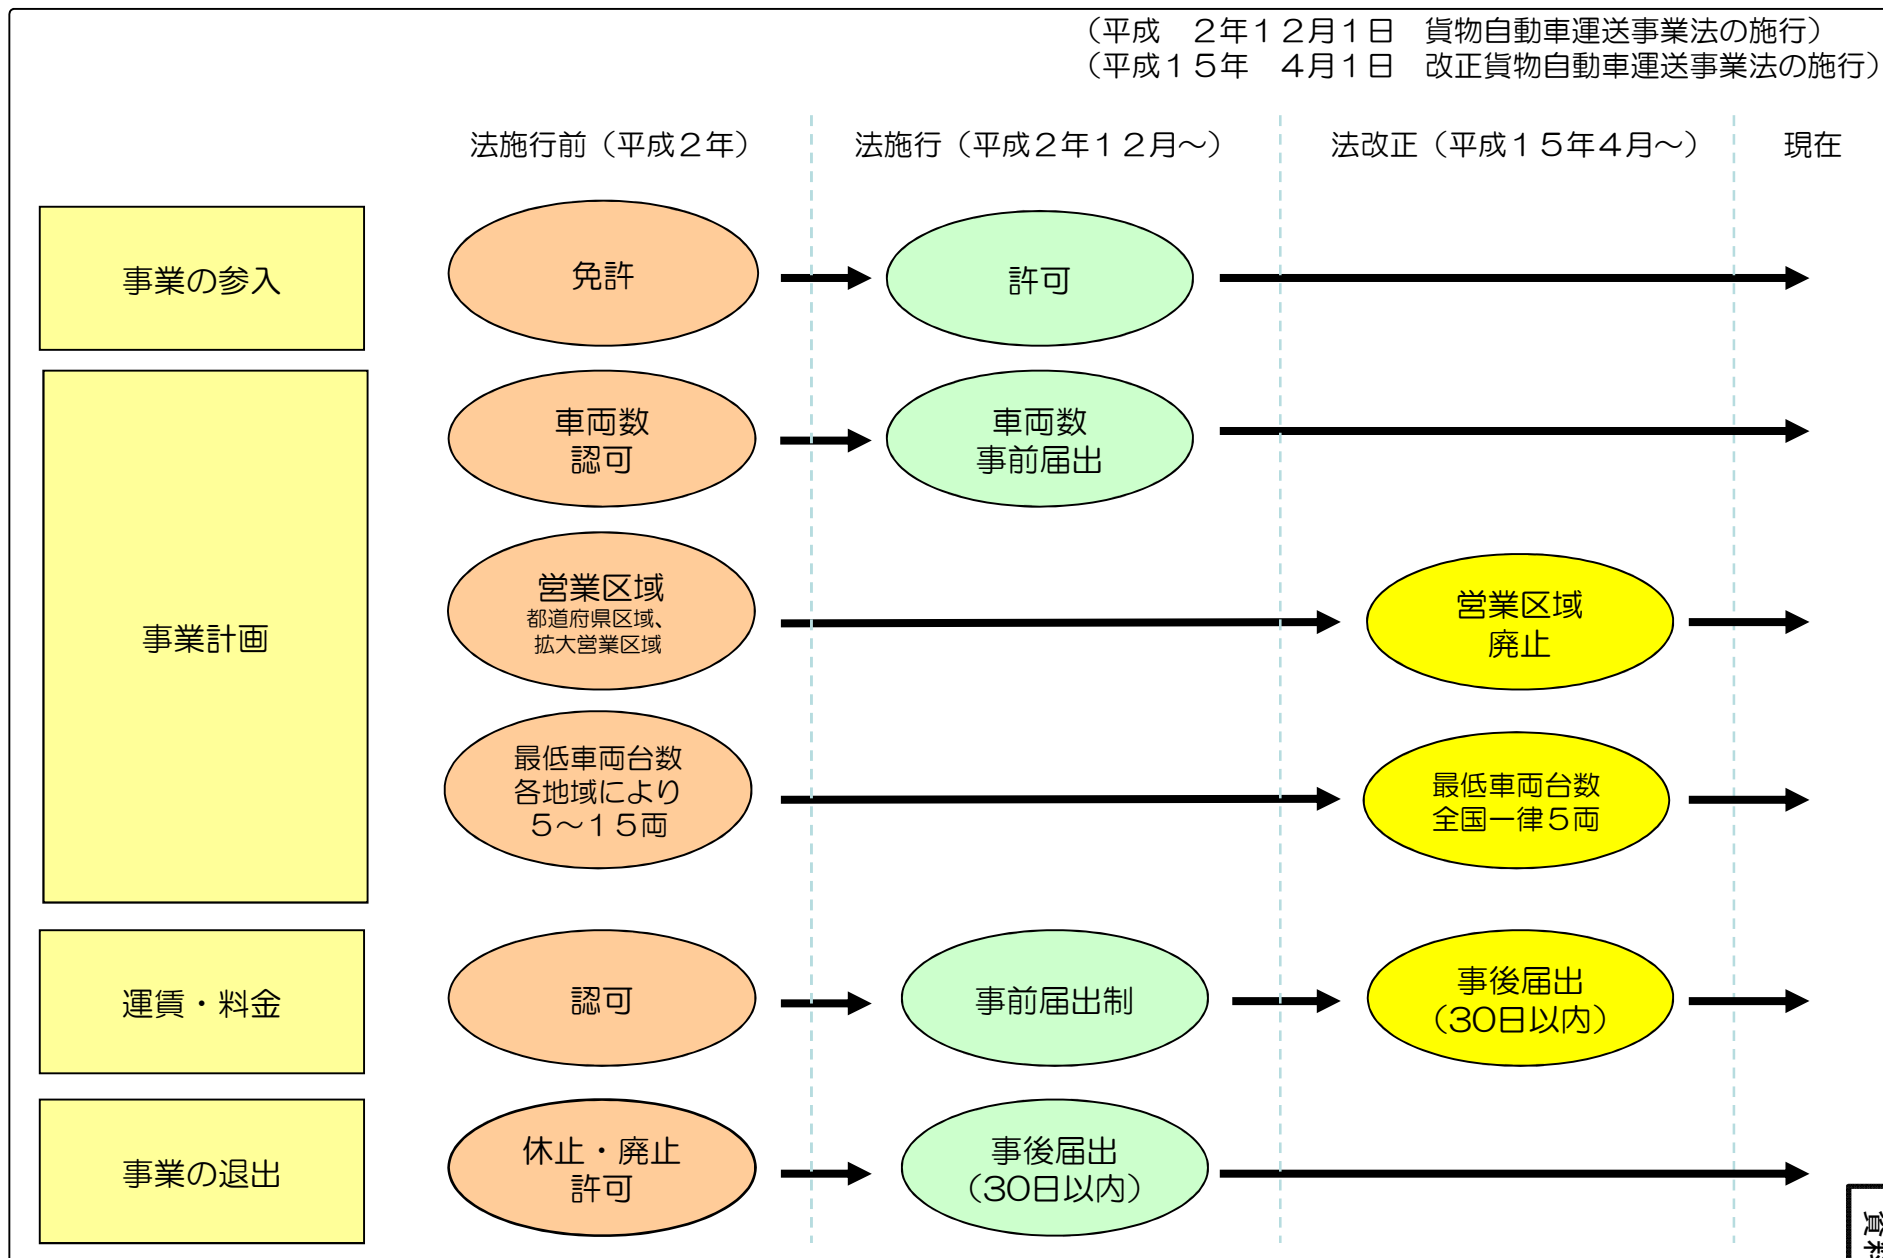 （平成　２年１２月１日　貨物自動車運送事業法の施行）
（平成１５年　４月１日　改正貨物自動車運送事業法の施行）
法施行前（平成２年）　法施行（平成２年１２月～）　法改正（平成１５年４月～）　現在
事業の参入
免許
許可
事業計画
車両数
認可
車両数
事前届出
営業区域
都道府県区域、
拡大営業区域
営業区域
廃止
最低車両台数
各地域により
５～１５両
最低車両台数
全国一律５両
運賃・料金
認可
事前届出制
事後届出
（30日以内）
事業の退出
休止・廃止
許可
事後届出
（30日以内）
資料